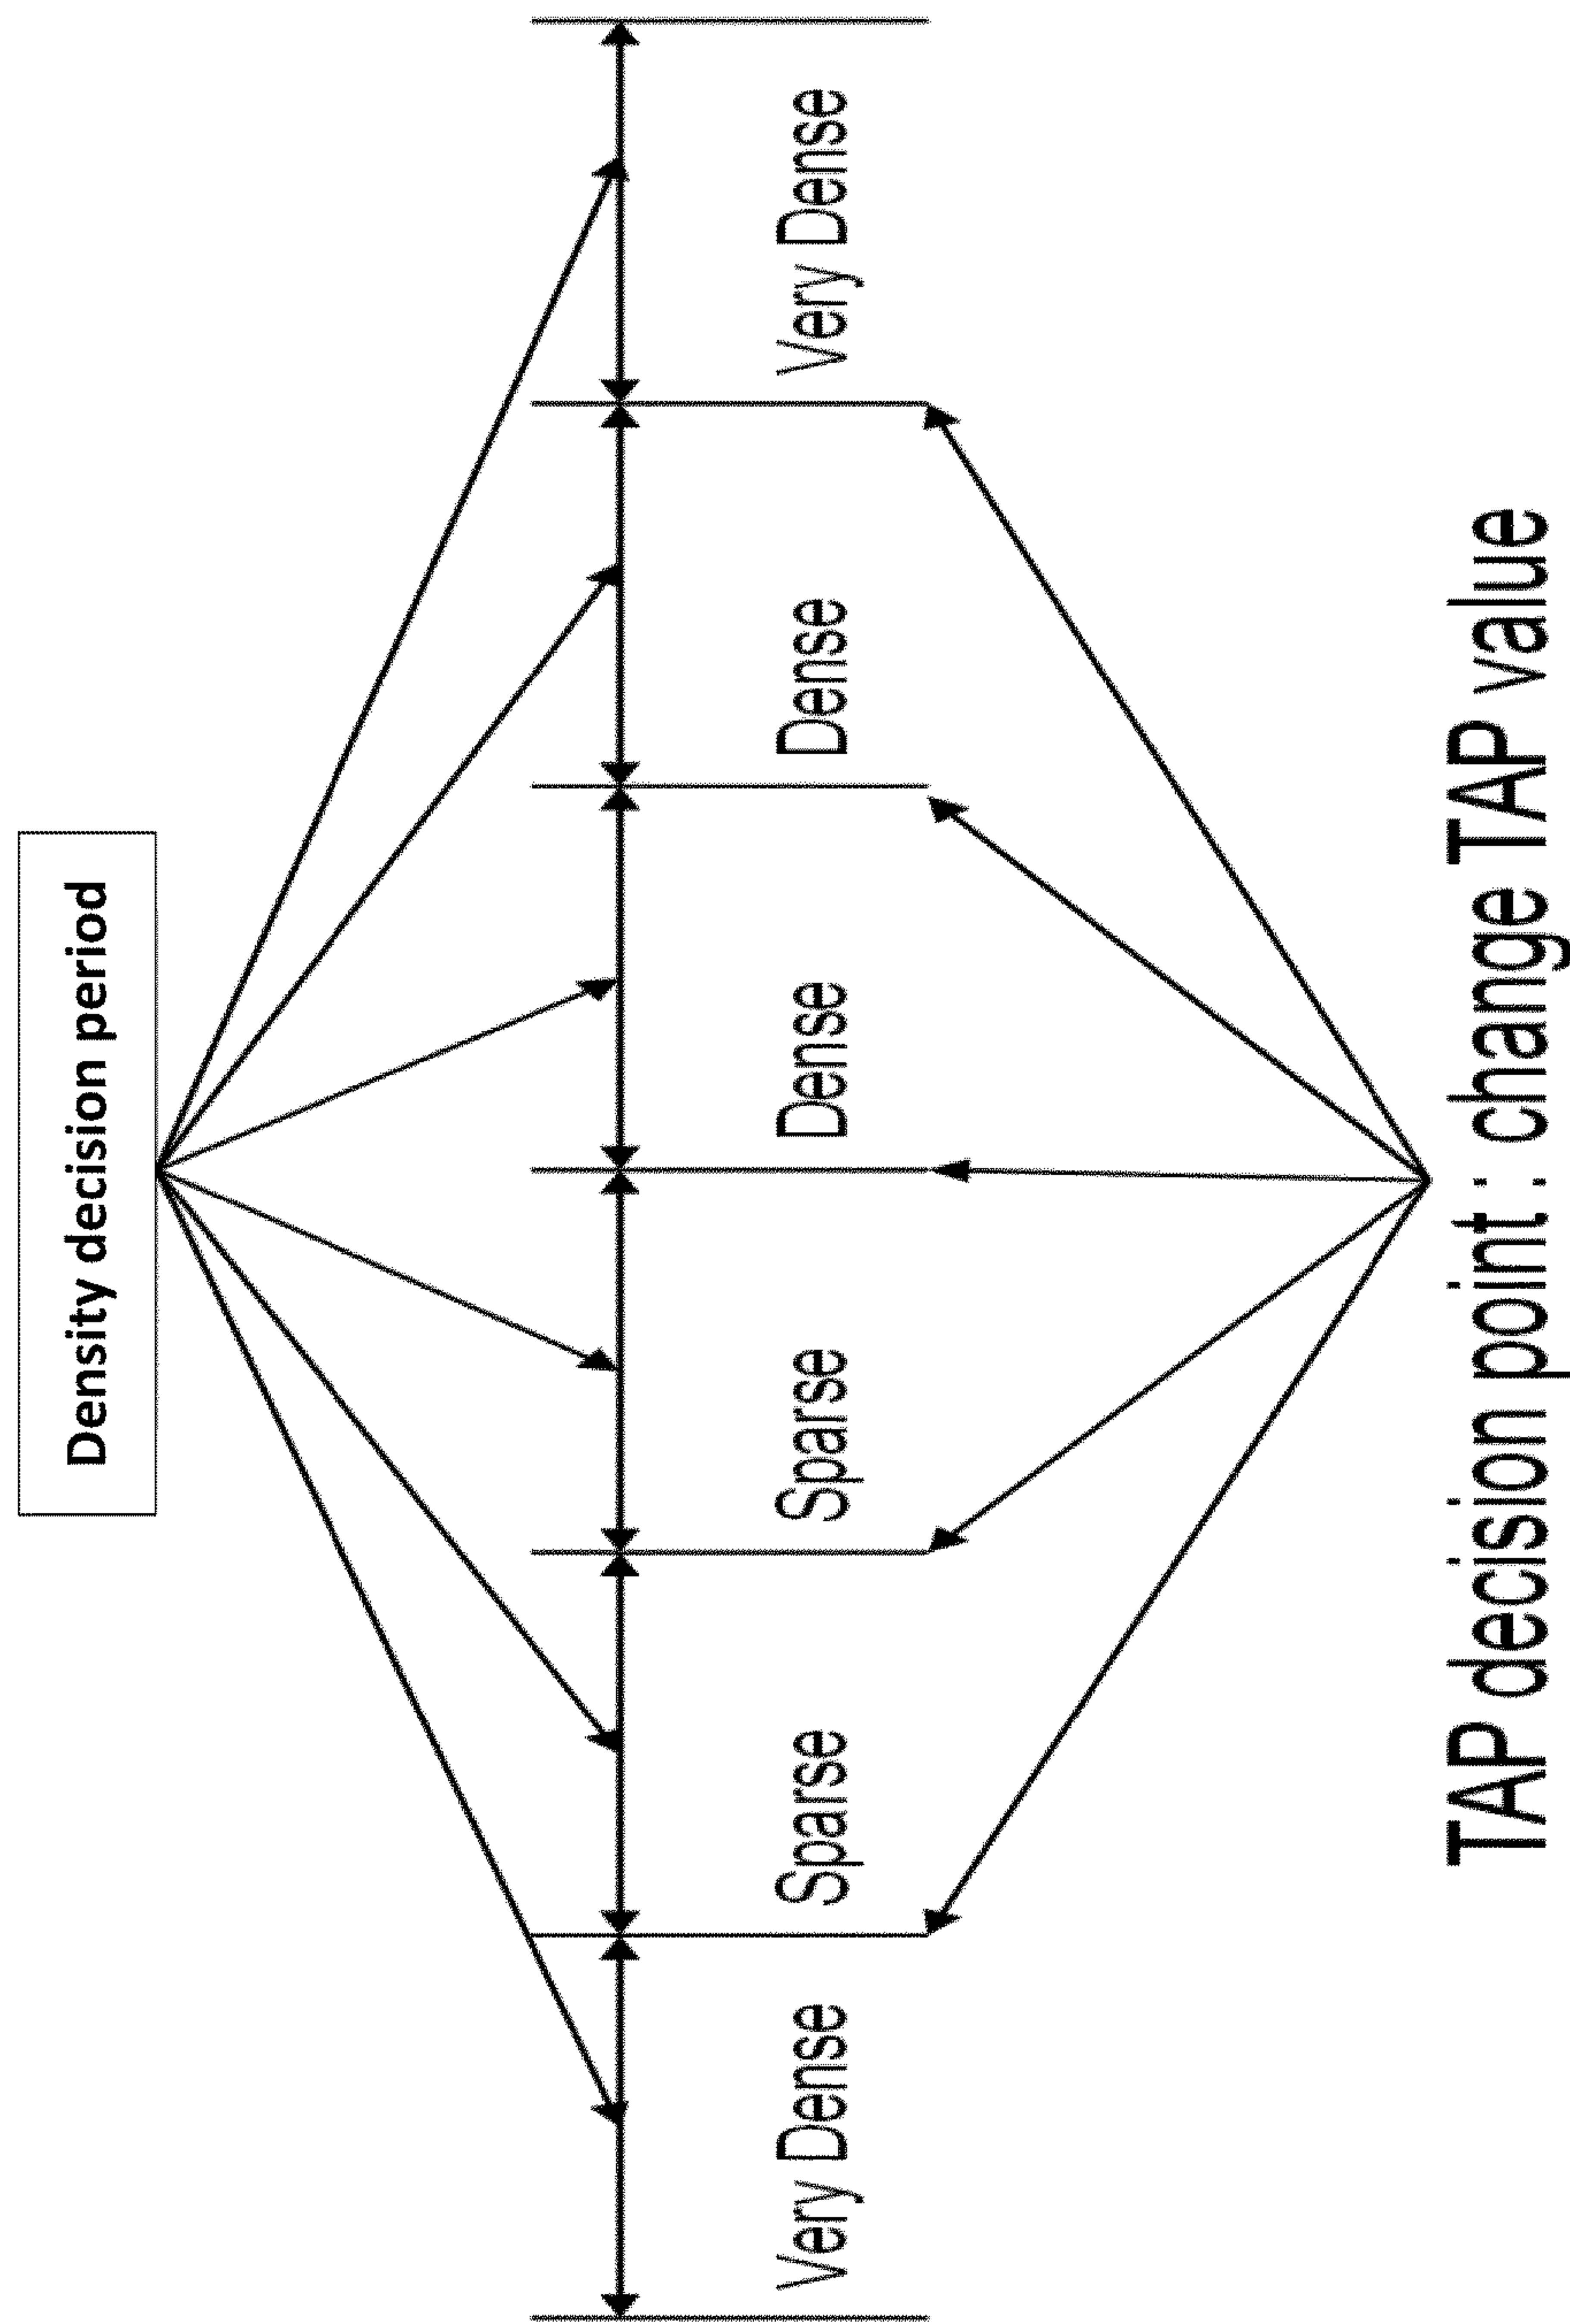 Density decision period
Very Dense
Sparse
Sparse
Dense
Dense
Very Dense
TAP decision point : change TAP value